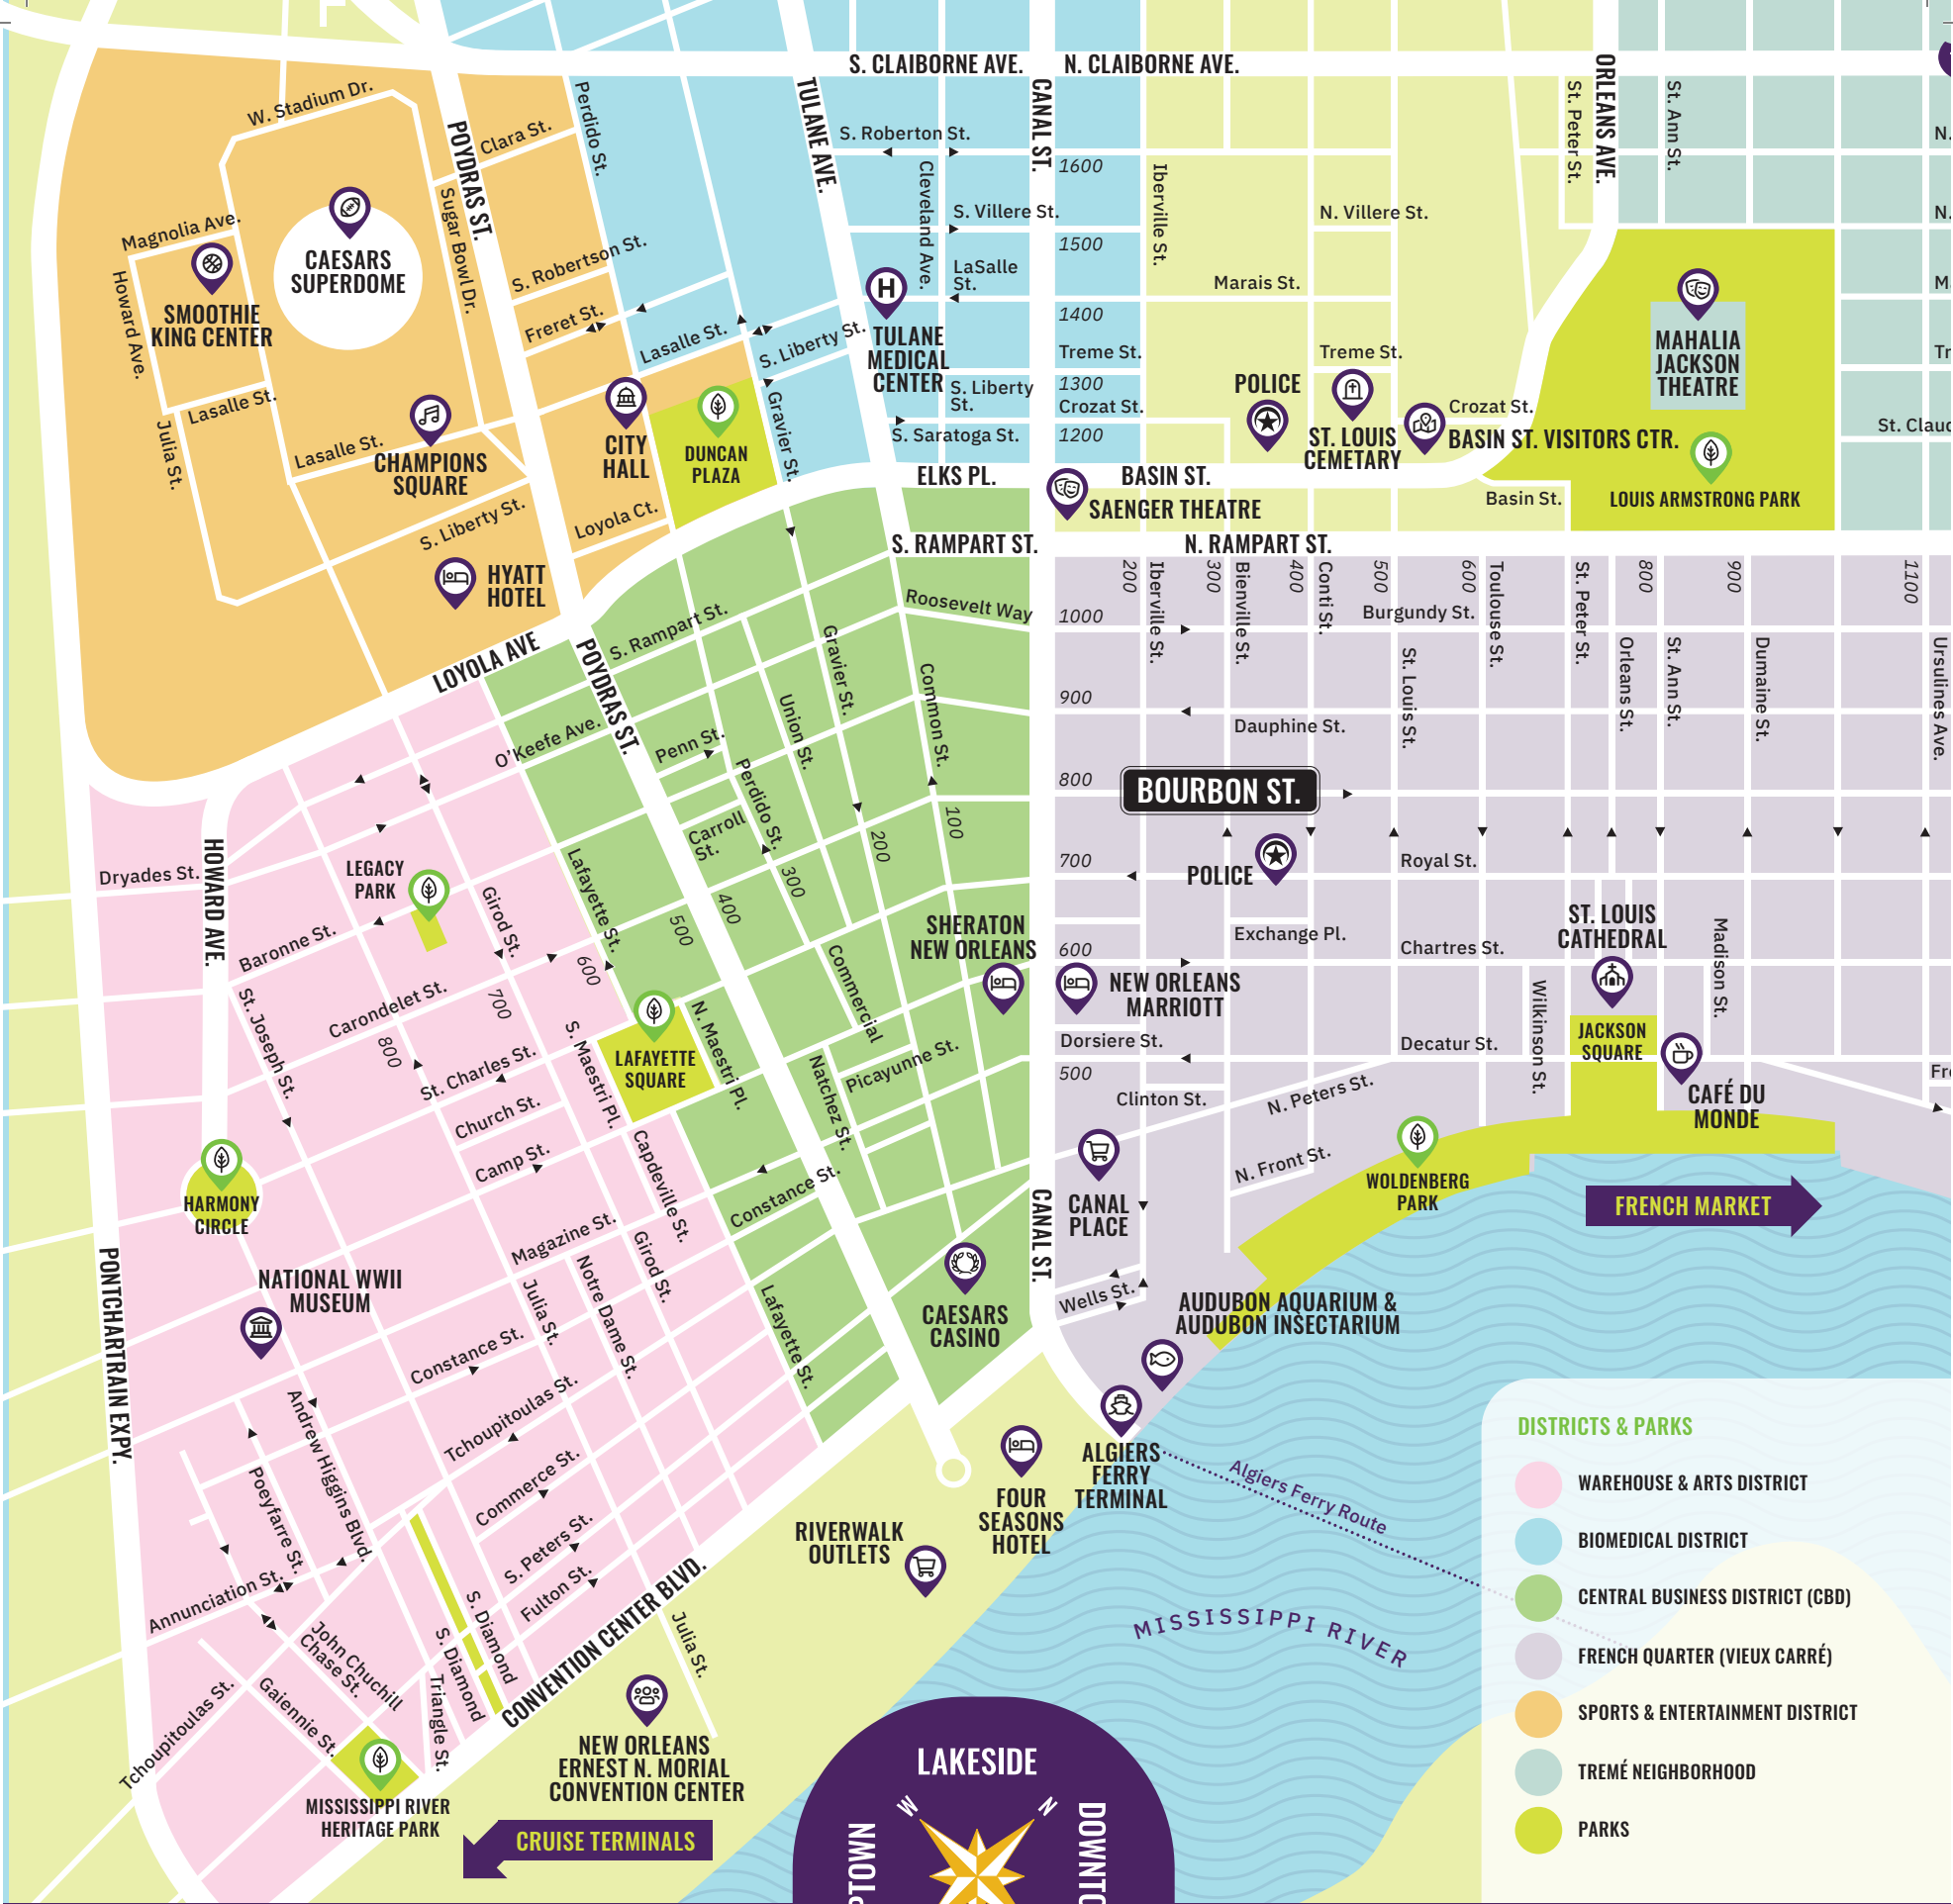 S. CLAIBORNE AVE.
N. CLAIBORNE AVE.
W. Stadium Dr.
POYDRAS ST.
Clara St.
Perdido St.
TULANE AVE.
CANAL ST.
ORLEANS AVE.
St. Peter St.
St. Ann St.
S. Roberton St.
1600
Cleveland Ave.
Iberville St.
N.
Magnolia Ave.
CAESARS
SUPERDOME
Sugar Bowl Dr.
S. Robertson St.
S. Villere St.
1500
N. Villere St.
N.
SMOOTHIE
KING CENTER
Howard Ave.
Freret St.
Lasalle St.
S. Liberty St.
H
TULANE
MEDICAL
CENTER
LaSalle
St.
1400
Marais St.
Treme St.
Treme St.
MAHALIA
JACKSON
THEATRE
Lasalle St.
Julia St.
Lasalle St.
CHAMPIONS
SQUARE
CITY
HALL
DUNCAN
PLAZA
Gravier St.
S. Liberty
St.
1300
Crozat St.
S. Saratoga St.
1200
POLICE
ST. LOUIS
CEMETARY
Crozat St.
BASIN ST. VISITORS CTR.
St. Claud
S. Liberty St.
Loyola Ct.
ELKS PL.
BASIN ST.
SAENGER THEATRE
Basin St.
LOUIS ARMSTRONG PARK
S. RAMPART ST.
N. RAMPART ST.
HYATT
HOTEL
LOYOLA AVE
POYDRAS ST.
S. Rampart St.
Roosevelt Way
1000
200
Iberville St.
300
Bienville St.
400
Conti St.
500
St. Louis St.
600
Toulouse St.
St. Peter St.
Orleans St.
800
St. Ann St.
900
Dumaine St.
1100
Ursulines Ave.
Burgundy St.
O'Keefe Ave.
Penn St.
Union St.
Gravier St.
Common St.
900
Dauphine St.
Perdido St.
Carroll
St.
800
BOURBON ST.
100
200
300
400
500
600
700
800
Dryades St.
HOWARD AVE.
LEGACY
PARK
Girod St.
Lafayette St.
700
POLICE
Royal St.
Baronne St.
Carondelet St.
St. Joseph St.
SHERATON
NEW ORLEANS
600
Exchange Pl.
Chartres St.
ST. LOUIS
CATHEDRAL
Madison St.
Commercial
NEW ORLEANS
MARRIOTT
Wilkinson St.
JACKSON
SQUARE
St. Charles St.
S. Maestri Pl.
LAFAYETTE
SQUARE
N. Maestri Pl.
Natchez St.
Picayunne St.
Dorsiere St.
500
Decatur St.
CAFÉ DU
MONDE
Fre
Church St.
Camp St.
Capdeville St.
Clinton St.
N. Peters St.
N. Front St.
HARMONY
CIRCLE
Magazine St.
Constance St.
CANAL ST.
CANAL
PLACE
WOLDENBERG
PARK
FRENCH MARKET
PONTCHARTRAIN EXPY.
NATIONAL WWII
MUSEUM
Julia St.
Notre Dame St.
Girod St.
Lafayette St.
CAESARS
CASINO
Wells St.
AUDUBON AQUARIUM &
AUDUBON INSECTARIUM
Constance St.
Andrew Higgins Blvd.
Tchoupitoulas St.
Commerce St.
S. Peters St.
Fulton St.
Poeyfarre St.
Annunciation St.
ALGIERS
FERRY
TERMINAL
FOUR
SEASONS
HOTEL
RIVERWALK
OUTLETS
Algiers Ferry Route
MISSISSIPPI RIVER
S. Diamond
S. Diamond
Triangle St.
John Chuchill
Chase St.
Gaiennie St.
Tchoupitoulas St.
CONVENTION CENTER BLVD.
Julia St.
NEW ORLEANS
ERNEST N. MORIAL
CONVENTION CENTER
MISSISSIPPI RIVER
HERITAGE PARK
CRUISE TERMINALS
LAKESIDE
W
N
DISTRICTS & PARKS
WAREHOUSE & ARTS DISTRICT
BIOMEDICAL DISTRICT
CENTRAL BUSINESS DISTRICT (CBD)
FRENCH QUARTER (VIEUX CARRÉ)
SPORTS & ENTERTAINMENT DISTRICT
TREMÉ NEIGHBORHOOD
PARKS